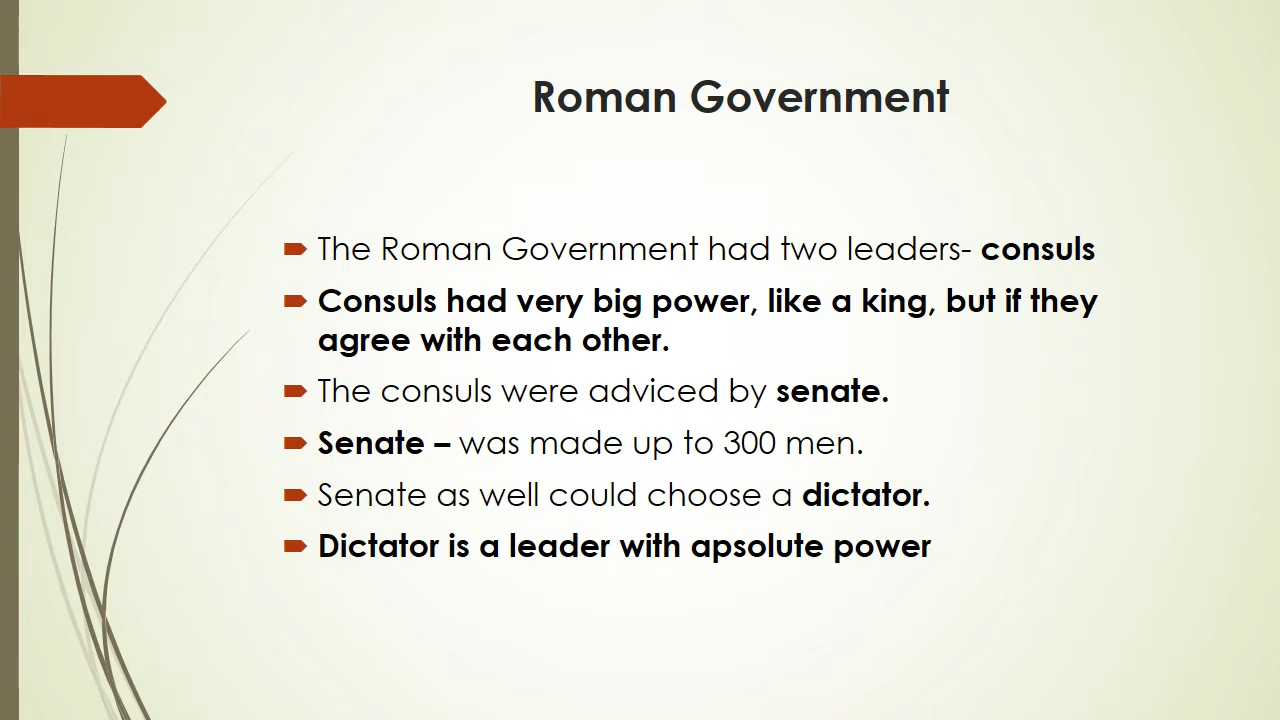 Roman Government
The Roman Government had two leaders- consuls
Consuls had very big power, like a king, but if they
agree with each other.
The consuls were adviced by senate.
Senate – was made up to 300 men.
Senate as well could choose a dictator.
Dictator is a leader with apsolute power